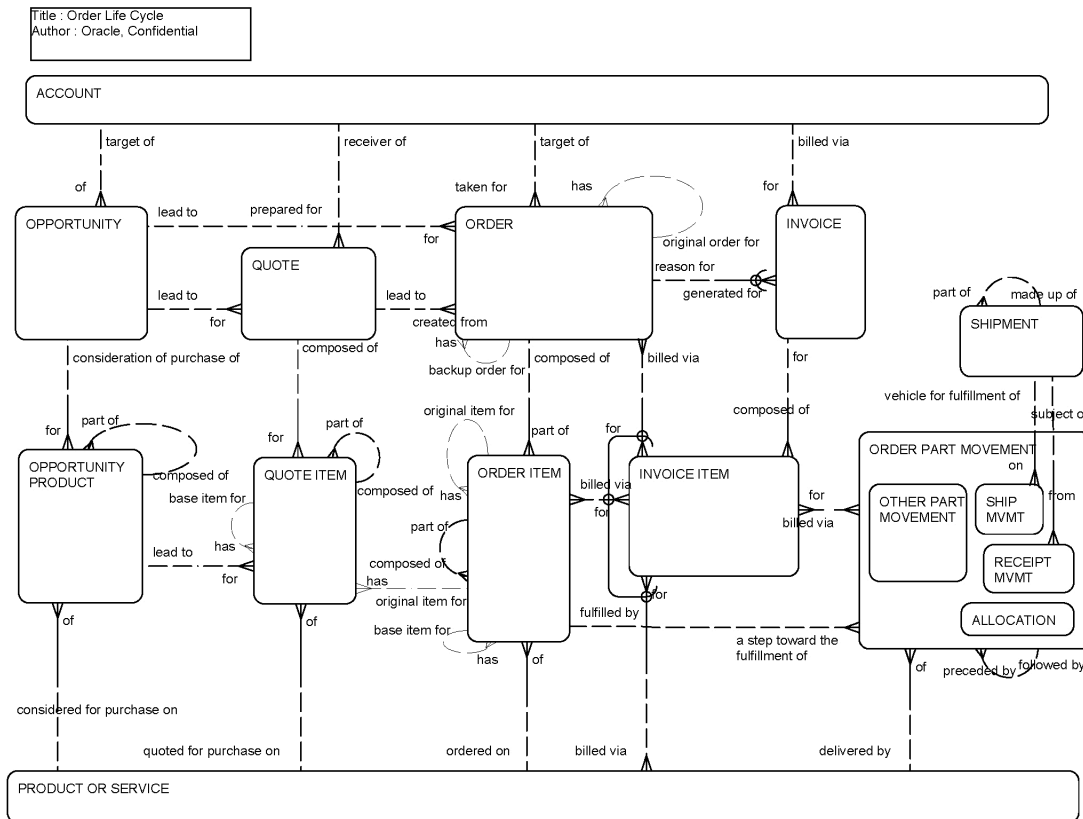 Title : Order Life Cycle
Author : Oracle, Confidential
ACCOUNT
target of
receiver of
target of
billed via
of
taken for
has
for
lead to
prepared for
OPPORTUNITY
ORDER
INVOICE
for
original order for
QUOTE
reason for
lead to
lead to
generated for
part of
made up of
for
created from
SHIPMENT
has
composed of
composed of
billed via
for
consideration of purchase of
backup order for
vehicle for fulfillment of
original item for
composed of
subject o
part of
part of
for
for
part of
for
ORDER PART MOVEMENT
on
OPPORTUNITY
PRODUCT
QUOTE ITEM
ORDER ITEM
INVOICE ITEM
composed of
composed of
billed via
base item for
has
for
for
billed via
OTHER PART
MOVEMENT
SHIP
MVMT
from
part of
has
lead to
composed of
RECEIPT
MVMT
for
has
original item for
for
fulfilled by
of
of
base item for
ALLOCATION
has
of
a step toward the
fulfillment of
of
preceded by
followed by
considered for purchase on
quoted for purchase on
ordered on
billed via
delivered by
PRODUCT OR SERVICE